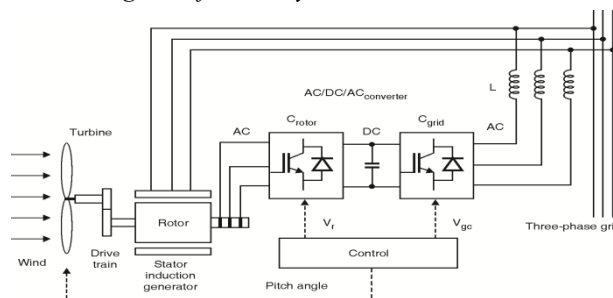 L
AC/DC/AC converter
C rotor
C grid
Turbine
AC
DC
AC
Rotor
Three-phase gri
V r
V gc
Drive
train
Stator
induction
generator
Control
Wind
Pitch angle